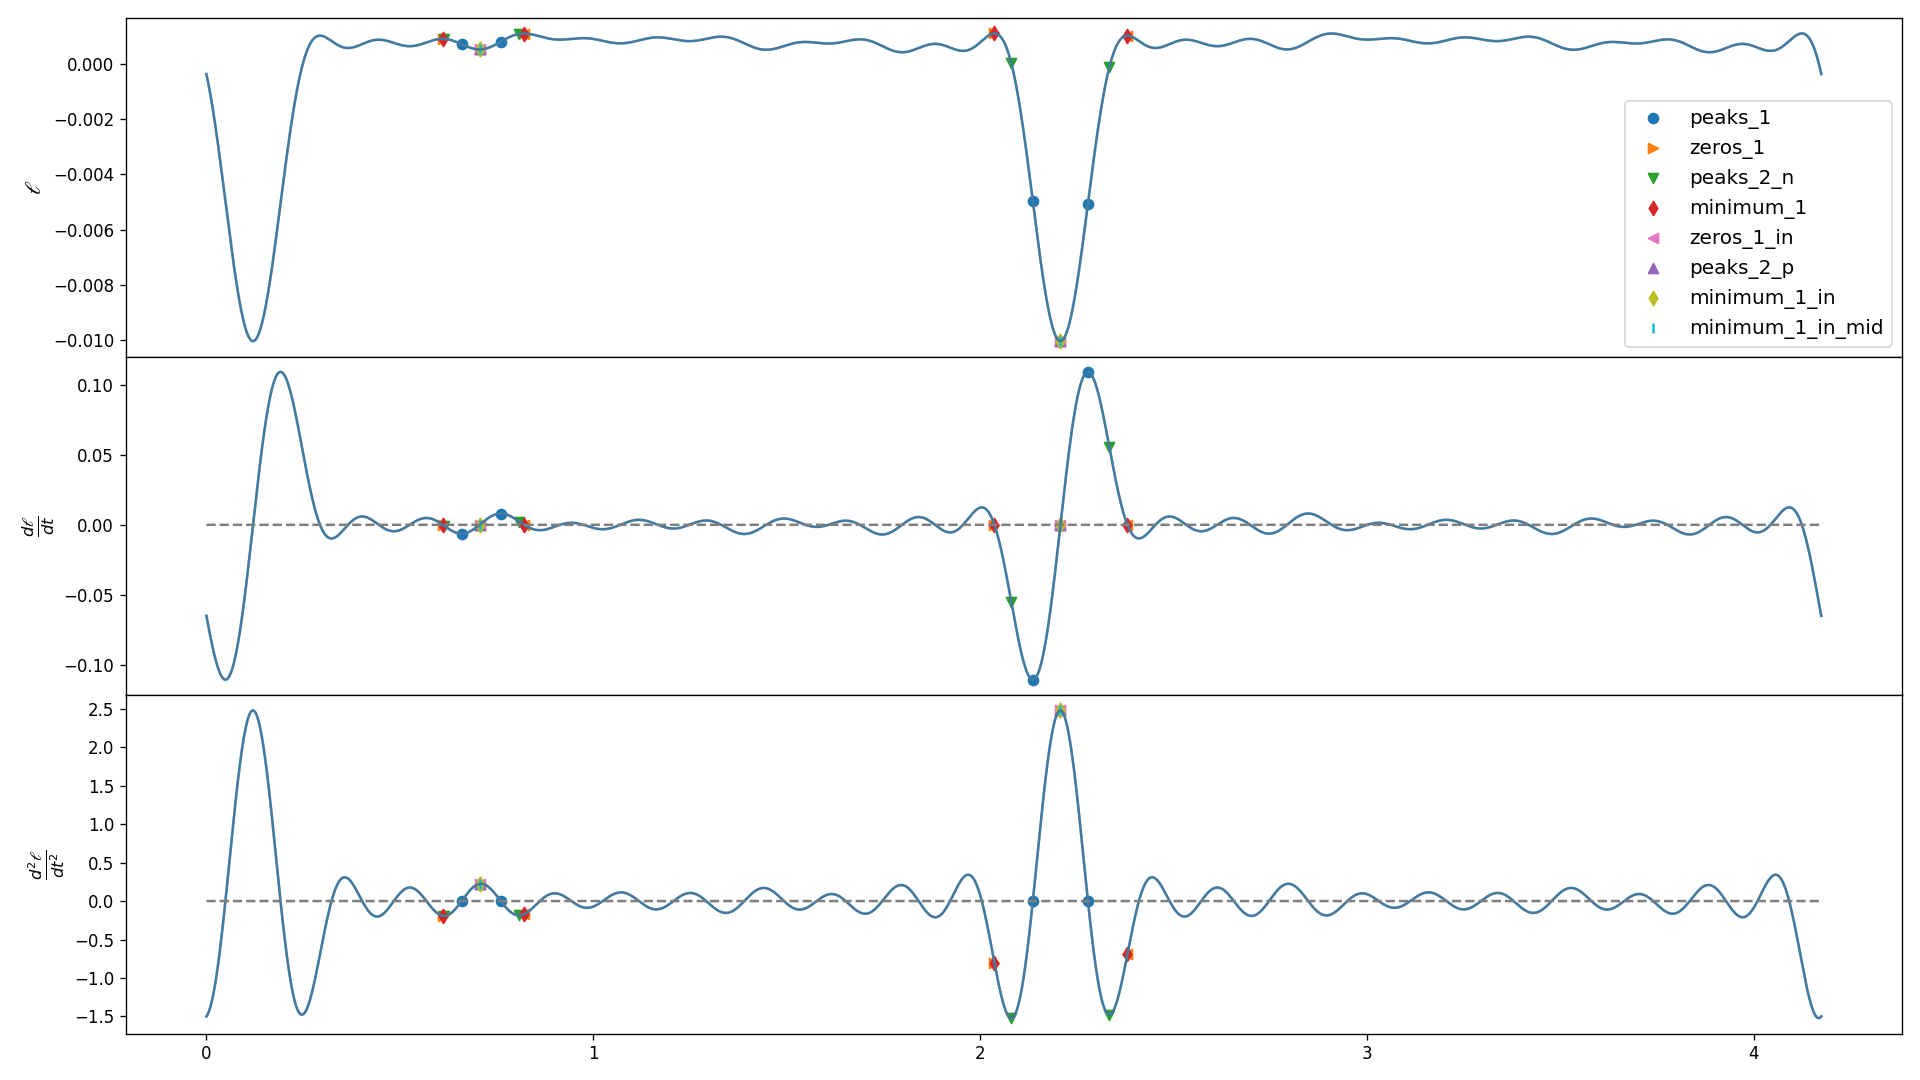 0.000
−0.002
−0.004
−0.006
−0.008
−0.010
ℓ
peaks_1
zeros_1
peaks_2_n
minimum_1
zeros_1_in
peaks_2_p
minimum_1_in
minimum_1_in_mid
0.10
0.05
0.00
−0.05
−0.10
dℓ
dt
2.5
2.0
1.5
1.0
0.5
0.0
−0.5
−1.0
−1.5
d²ℓ
dt²
0 1 2 3 4